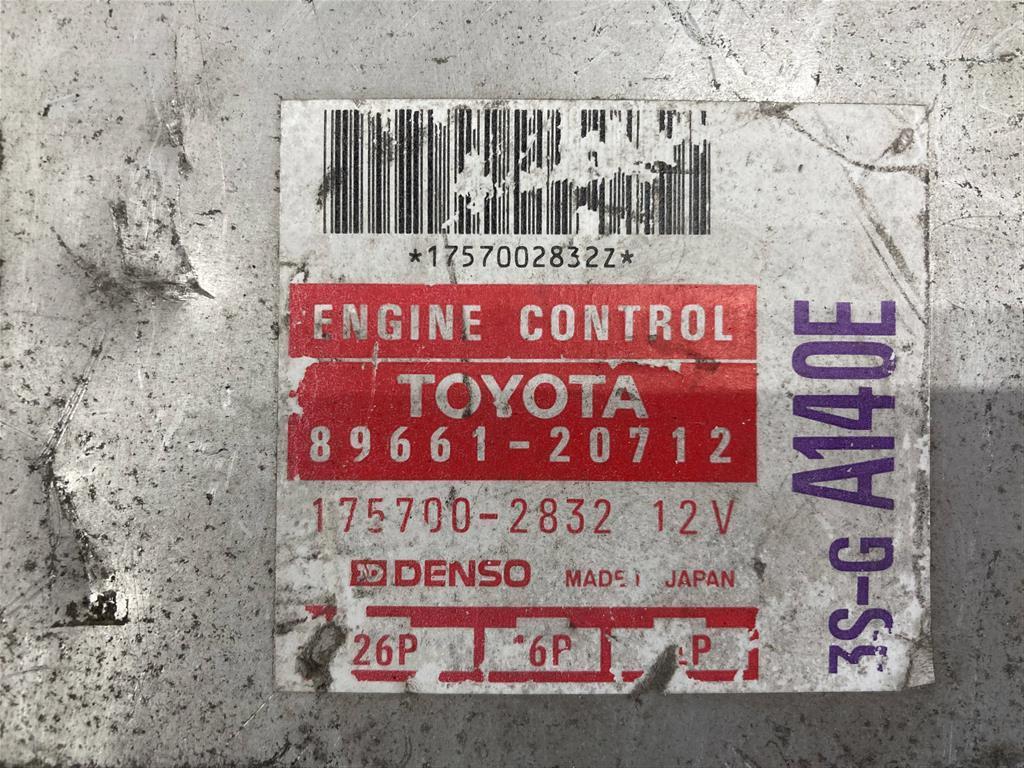 *1757002832Z*
ENGINE CONTROL
TOYOTA
89661-20712
175700-2832 12V
DENSO JAPAN
26P
3S-G A140E